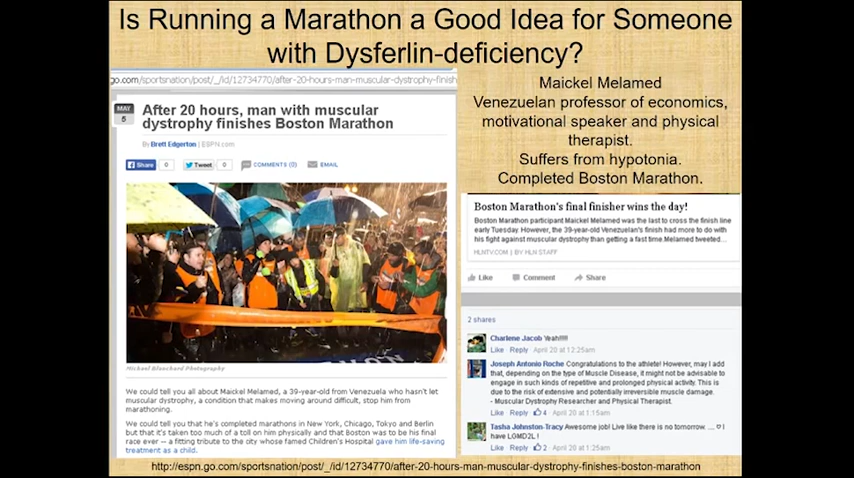 Is Running a Marathon a Good Idea for Someone
with Dysferlin-deficiency?
go.com/sportsnation/post/_/id/12734770/after-20-hours-man-muscular-dystrophy-finish
MAY
5
After 20 hours, man with muscular
dystrophy finishes Boston Marathon
By Brett Edgerton | ESPN.com
Share 0 Tweet 0 COMMENTS (0) EMAIL
Michael Blanchard Photography
We could tell you all about Maickel Melamed, a 39-year-old from Venezuela who hasn't let
muscular dystrophy, a condition that makes moving around difficult, stop him from
marathoning.
We could tell you that he's completed marathons in New York, Chicago, Tokyo and Berlin
but that it's taken too much of a toll on him physically and that Boston was to be his final
race ever -- a fitting tribute to the city whose famed Children's Hospital gave him life-saving
treatment as a child.
Maickel Melamed
Venezuelan professor of economics,
motivational speaker and physical
therapist.
Suffers from hypotonia.
Completed Boston Marathon.
Boston Marathon's final finisher wins the day!
Boston Marathon participant Maickel Melamed was the last to cross the finish line
early Tuesday. However, the 39-year-old Venezuelan's finish had more to do with
his fight against muscular dystrophy than getting a fast time.Melamed tweeted...
HLNTV.COM | BY HLN STAFF
Like Comment Share
2 shares
Charlene Jacob Yeah!!!!!
Like · Reply · April 20 at 12:25am
Joseph Antonio Roche Congratulations to the athlete! However, may I add
that, depending on the type of Muscle Disease, it might not be advisable to
engage in such kinds of repetitive and prolonged physical activity. This is
due to the risk of extensive and potentially irreversible muscle damage.
- Muscular Dystrophy Researcher and Physical Therapist.
Like · Reply · 4 · April 20 at 1:15am
Tasha Johnston-Tracy Awesome job! Live like there is no tomorrow. .... ♡ I
have LGMD2L !
Like · Reply · 2 · April 20 at 1:25am
http://espn.go.com/sportsnation/post/_/id/12734770/after-20-hours-man-muscular-dystrophy-finishes-boston-marathon